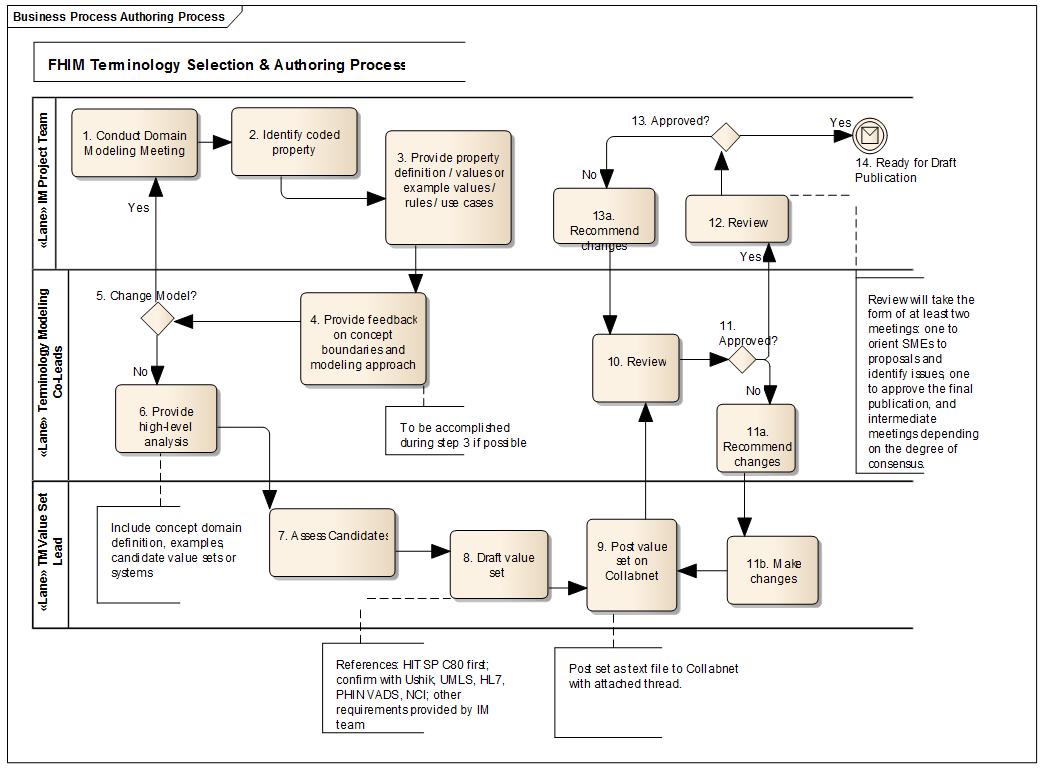 Business Process Authoring Process
FHIM Terminology Selection & Authoring Process
«Lane» IM Project Team
1. Conduct Domain
Modeling Meeting
2. Identify coded
property
3. Provide property
definition / values or
example values /
rules / use cases
13. Approved?
Yes
14. Ready for Draft
Publication
No
13a.
Recommend
changes
12. Review
Yes
Yes
«Lane» Terminology Modeling
Co-Leads
5. Change Model?
4. Provide feedback
on concept
boundaries and
modeling approach
No
6. Provide
high-level
analysis
To be accomplished
during step 3 if possible
10. Review
11.
Approved?
No
11a.
Recommend
changes
Review will take the
form of at least two
meetings: one to
orient SMEs to
proposals and
identify issues, one
to approve the final
publication, and
intermediate
meetings depending
on the degree of
consensus.
«Lane» TM Value Set
Lead
Include concept domain
definition, examples,
candidate value sets or
systems
7. Assess Candidates
8. Draft value
set
9. Post value
set on
Collabnet
11b. Make
changes
References: HITSP C80 first;
confirm with Ushik, UMLS, HL7,
PHIN VADS, NCI; other
requirements provided by IM
team
Post set as text file to Collabnet
with attached thread.